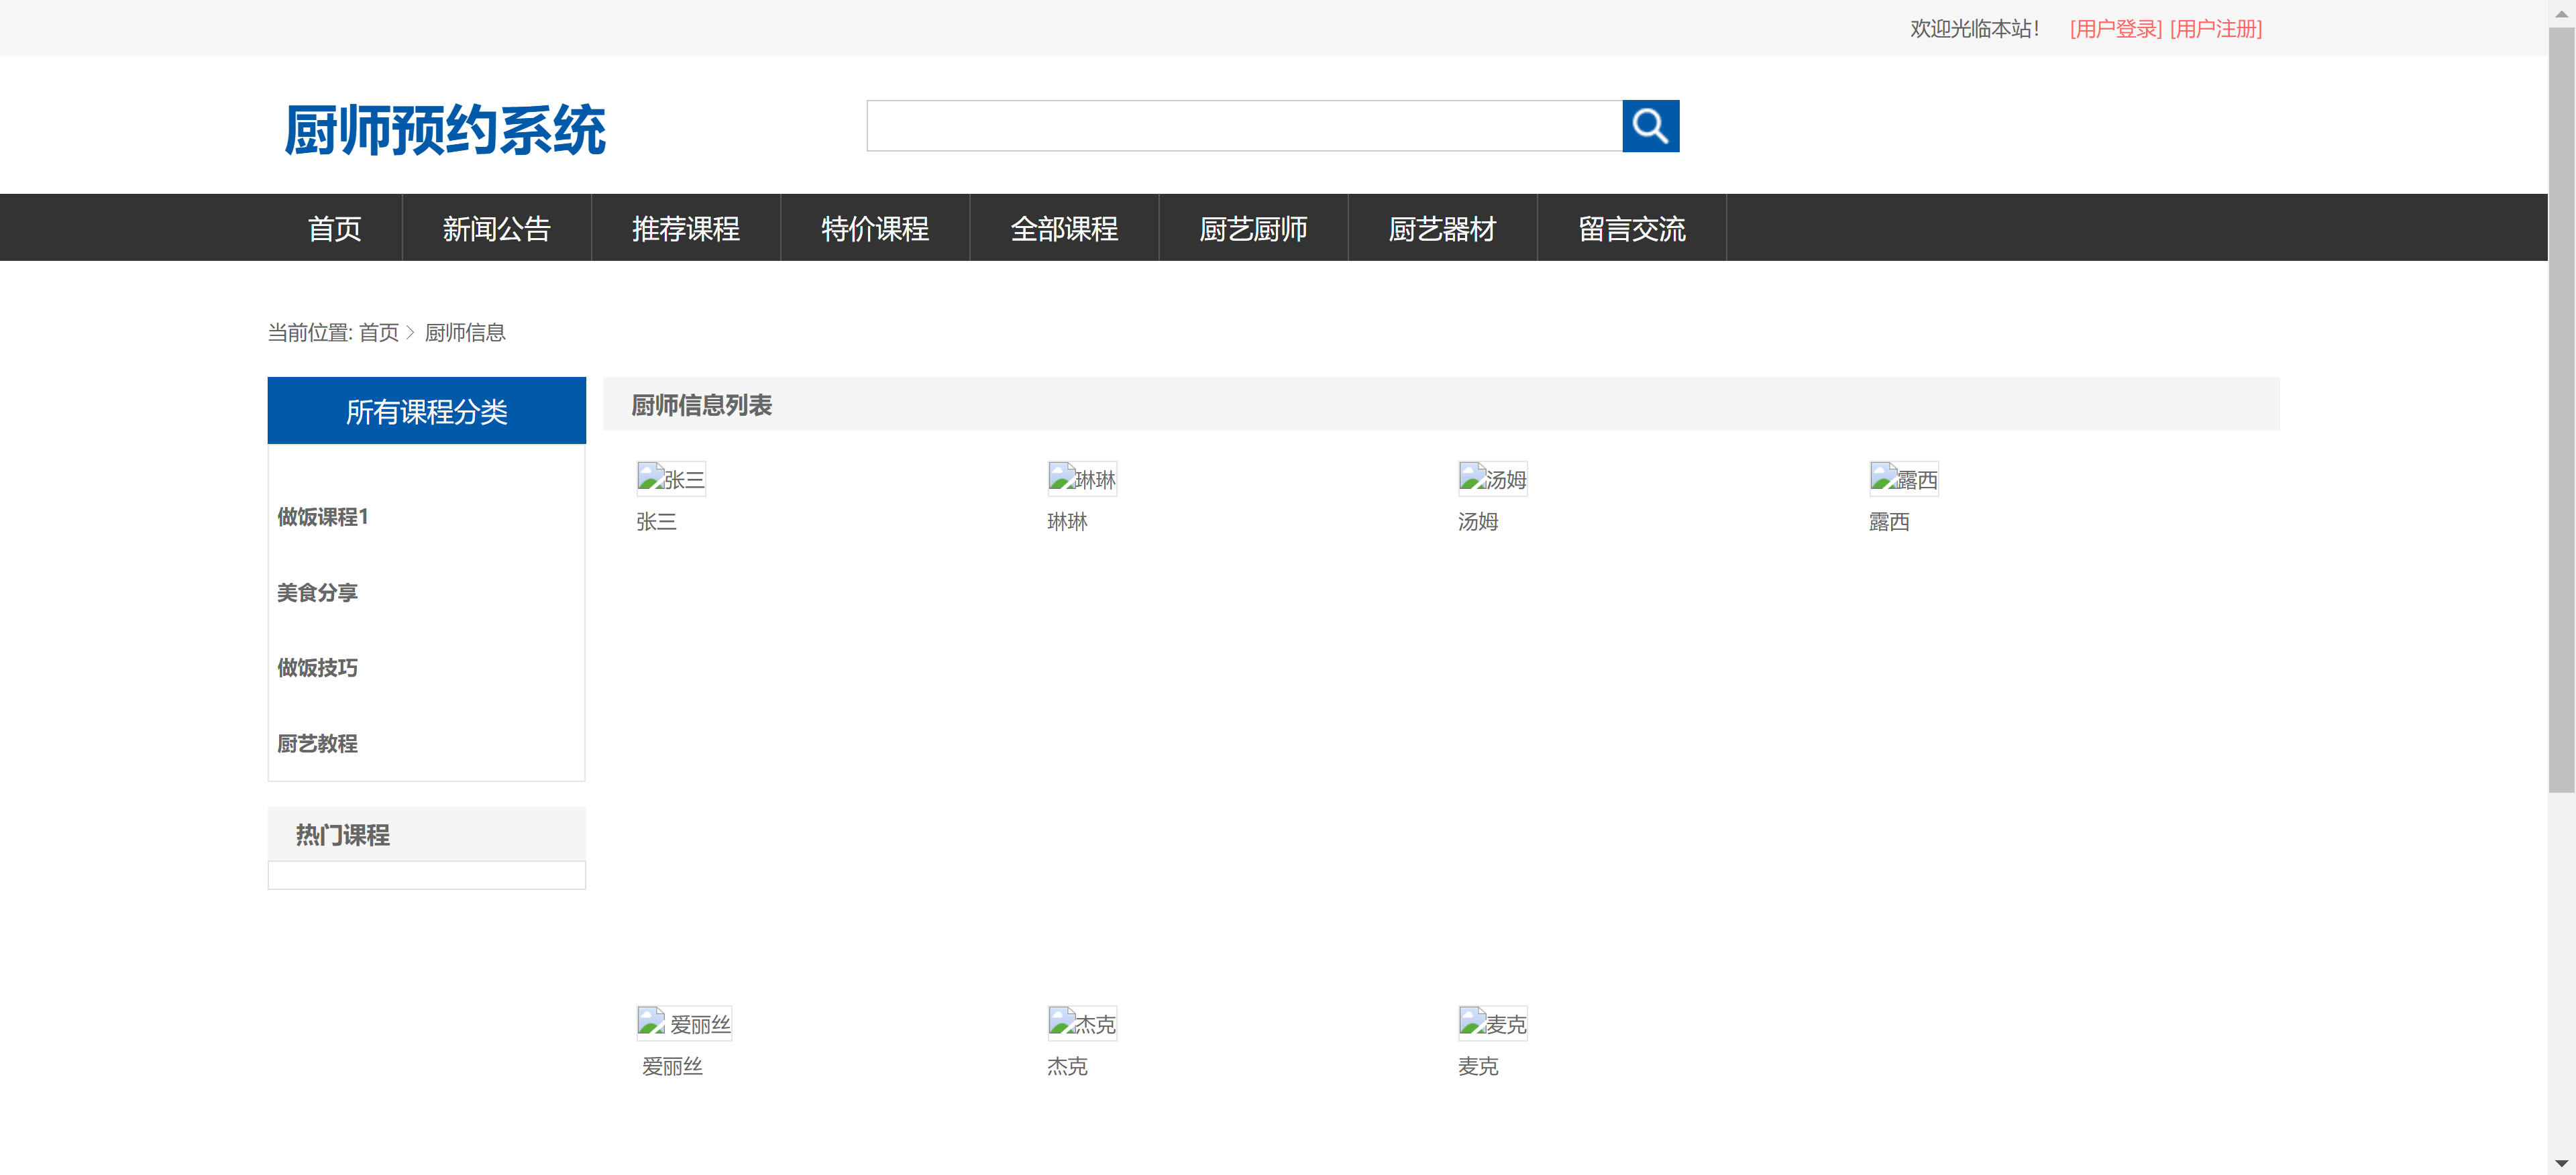 欢迎光临本站！ [用户登录] [用户注册]
厨师预约系统
首页 新闻公告 推荐课程 特价课程 全部课程 厨艺厨师 厨艺器材 留言交流
当前位置: 首页 > 厨师信息
所有课程分类
做饭课程1
美食分享
做饭技巧
厨艺教程
热门课程
厨师信息列表
张三 琳琳 汤姆 露西
张三 琳琳 汤姆 露西
爱丽丝 杰克 麦克
爱丽丝 杰克 麦克